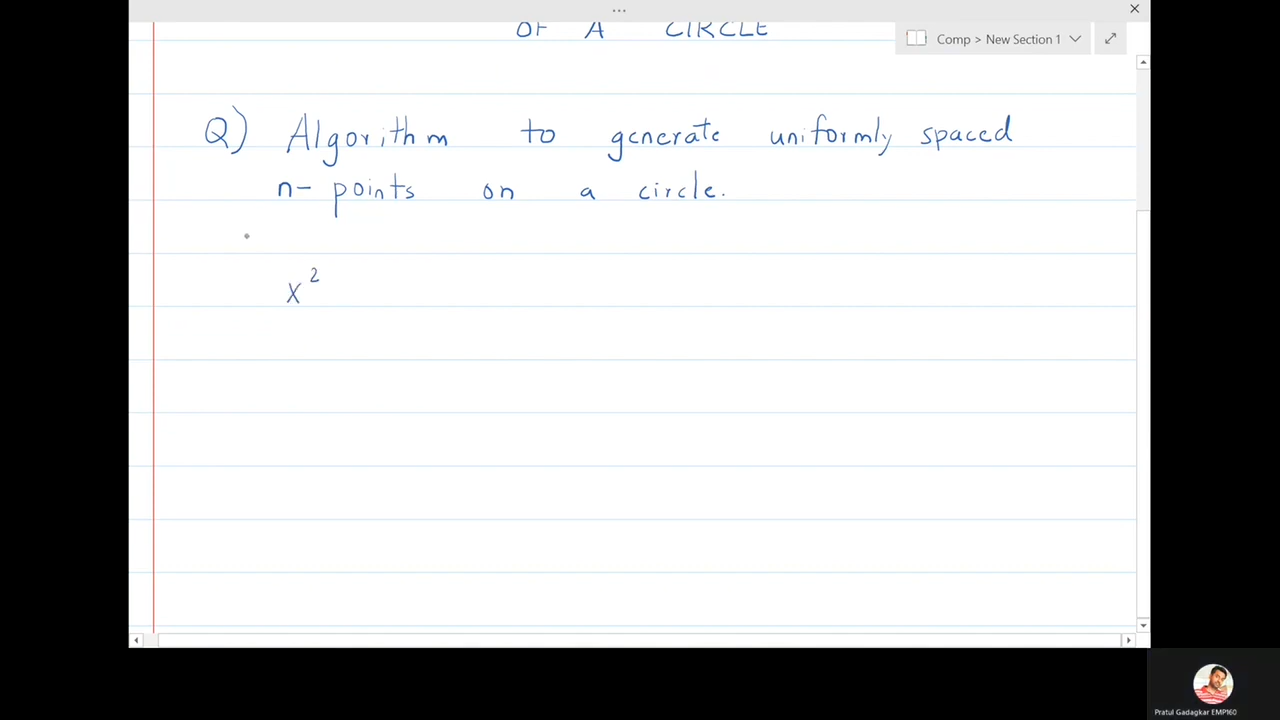 OF A CIRCLE
Comp > New Section 1
Q) Algorithm to generate uniformly spaced
n- points on a circle.
x²
Pratul Gadagkar EMP160